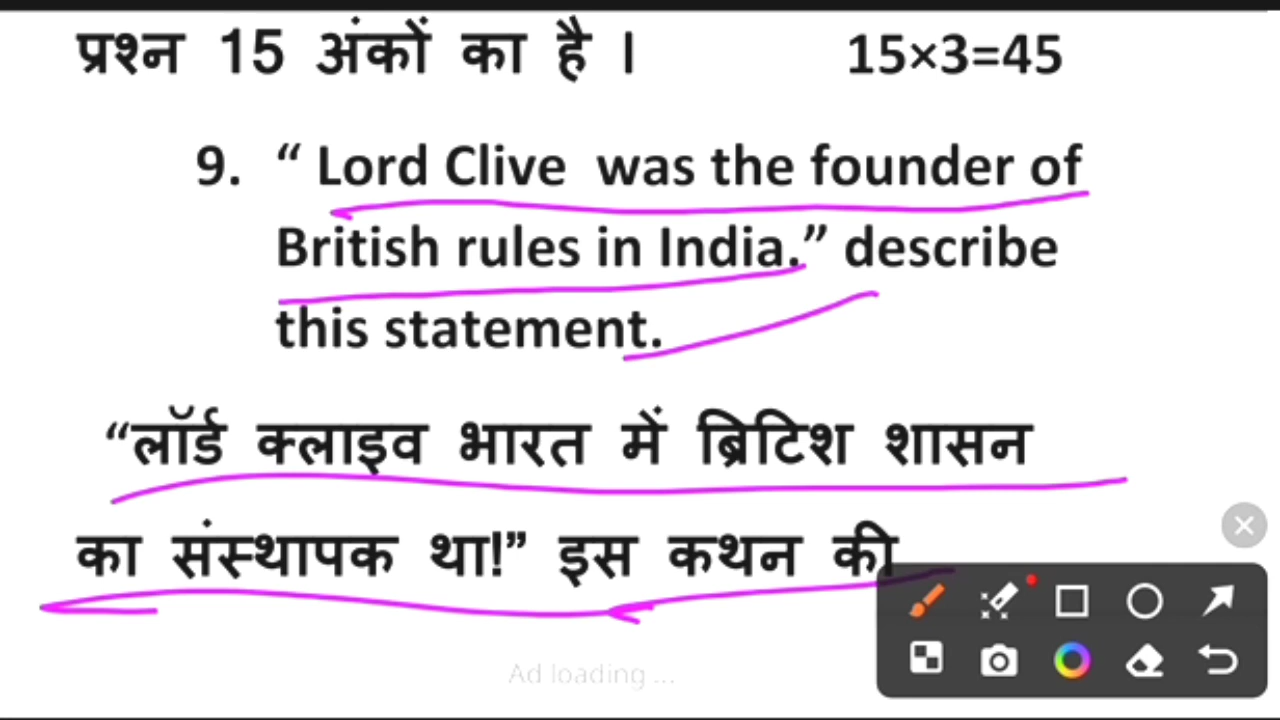 प्रश्न 15 अंकों का है । 15×3=45
9. “ Lord Clive was the founder of
British rules in India.” describe
this statement.
“लॉर्ड क्लाइव भारत में ब्रिटिश शासन
का संस्थापक था!” इस कथन की
Ad loading ...